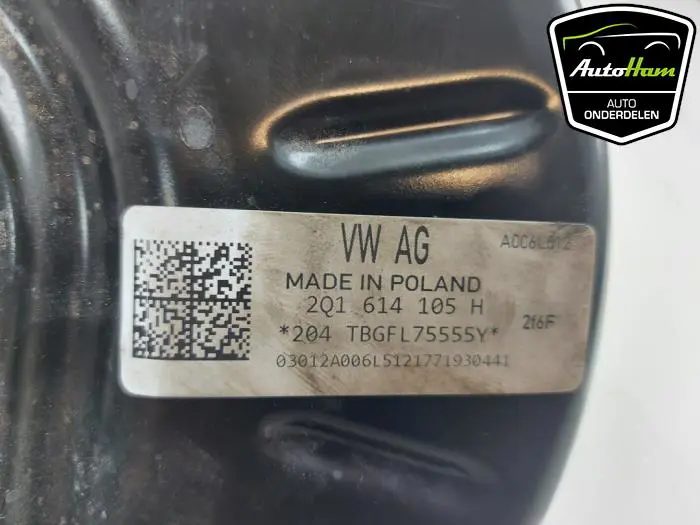 AutoHam
AUTO
ONDERDELEN
VW AG
A0C6L512
MADE IN POLAND
2Q1 614 105 H
216F
*204 TBGFL75555Y*
03012A006L5121771930441